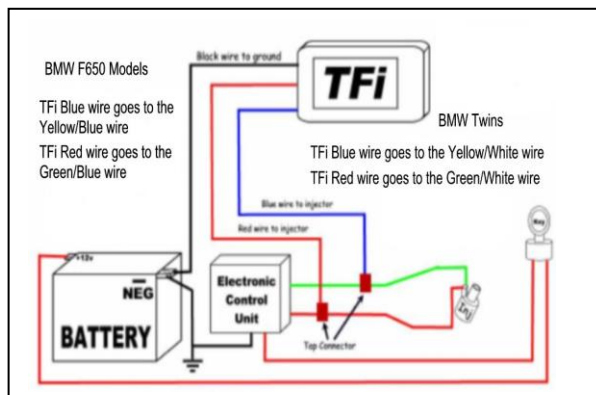 Black wire to ground
BMW F650 Models
TFi
TFi Blue wire goes to the
Yellow/Blue wire
TFi Red wire goes to the
Green/Blue wire
BMW Twins
TFi Blue wire goes to the Yellow/White wire
TFi Red wire goes to the Green/White wire
Blue wire to injector
Red wire to injector
Key
+12v
NEG
BATTERY
Electronic
Control
Unit
Inj
Tap Connector